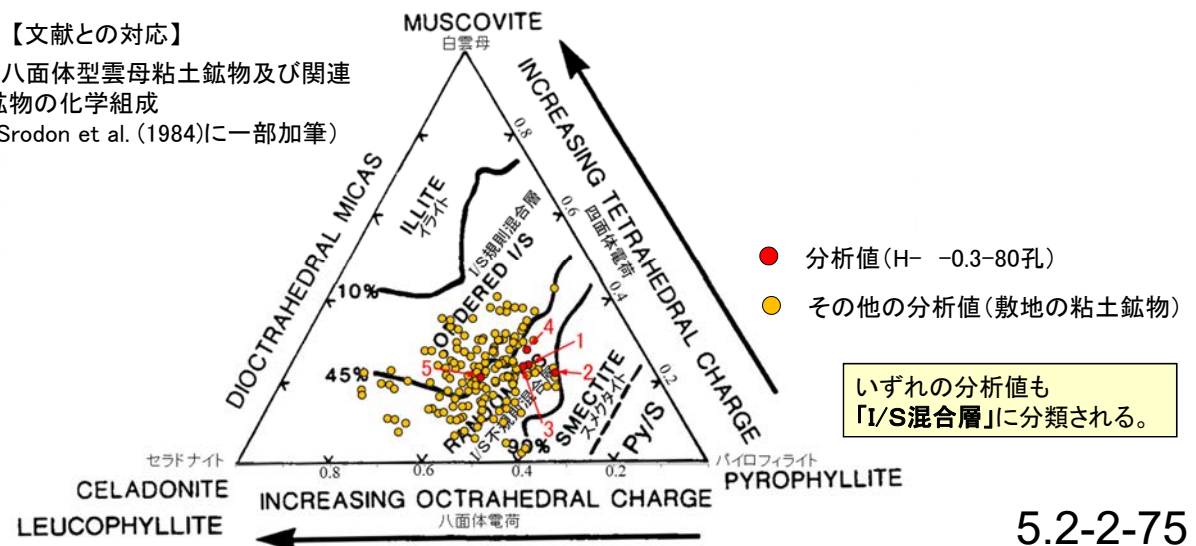 【文献との対応】
八面体型雲母粘土鉱物及び関連
鉱物の化学組成
Srodon et al. (1984)に一部加筆）
MUSCOVITE
白雲母
DIOCTRAHEDRAL MICAS
INCREASING TETRAHEDRAL CHARGE
四面体電荷
0.8
0.6
0.4
0.2
ILLITE
イライト
I/S規則混合層
ORDERED I/S
10%
45%
90%
I/S不規則混合層
SMECTITE
スメクタイト
Py/S
4
1
5
2
3
セラドナイト
パイロフィライト
0.8
0.6
0.4
0.2
CELADONITE
LEUCOPHYLLITE
INCREASING OCTRAHEDRAL CHARGE
八面体電荷
PYROPHYLLITE
分析値（H- -0.3-80孔）
その他の分析値（敷地の粘土鉱物）
いずれの分析値も
「I/S混合層」に分類される。
5.2-2-75